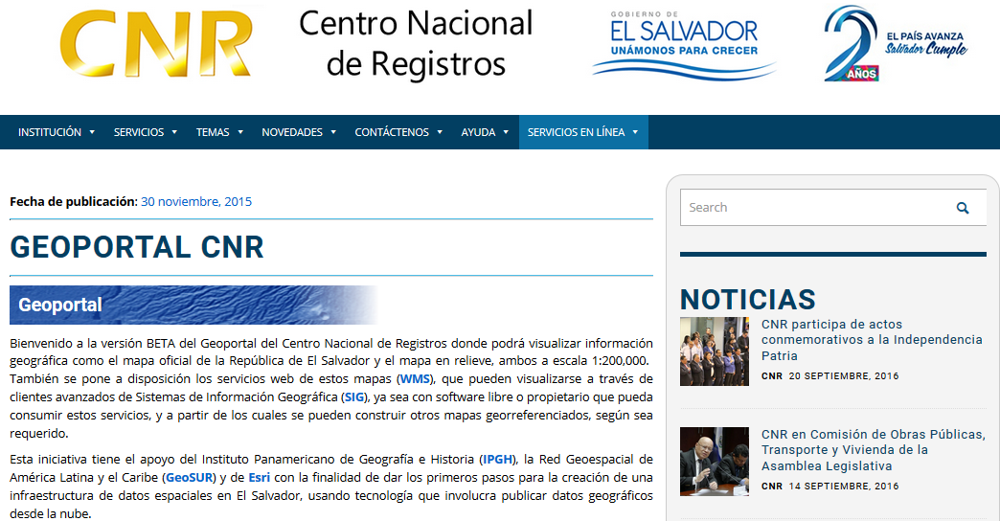 CNR
Centro Nacional
de Registros
GOBIERNO DE
EL SALVADOR
UNÁMONOS PARA CRECER
2 AÑOS
EL PAÍS AVANZA
Salvador Cumple
INSTITUCIÓN SERVICIOS TEMAS NOVEDADES CONTÁCTENOS AYUDA SERVICIOS EN LÍNEA
Fecha de publicación: 30 noviembre, 2015
GEOPORTAL CNR
Geoportal
Bienvenido a la versión BETA del Geoportal del Centro Nacional de Registros donde podrá visualizar información
geográfica como el mapa oficial de la República de El Salvador y el mapa en relieve, ambos a escala 1:200,000.
También se pone a disposición los servicios web de estos mapas (WMS), que pueden visualizarse a través de
clientes avanzados de Sistemas de Información Geográfica (SIG), ya sea con software libre o propietario que pueda
consumir estos servicios, y a partir de los cuales se pueden construir otros mapas georreferenciados, según sea
requerido.
Esta iniciativa tiene el apoyo del Instituto Panamericano de Geografía e Historia (IPGH), la Red Geoespacial de
América Latina y el Caribe (GeoSUR) y de Esri con la finalidad de dar los primeros pasos para la creación de una
infraestructura de datos espaciales en El Salvador, usando tecnología que involucra publicar datos geográficos
desde la nube.
Search
NOTICIAS
CNR participa de actos
conmemorativos a la Independencia
Patria
CNR 20 SEPTIEMBRE, 2016
CNR en Comisión de Obras Públicas,
Transporte y Vivienda de la
Asamblea Legislativa
CNR 14 SEPTIEMBRE, 2016